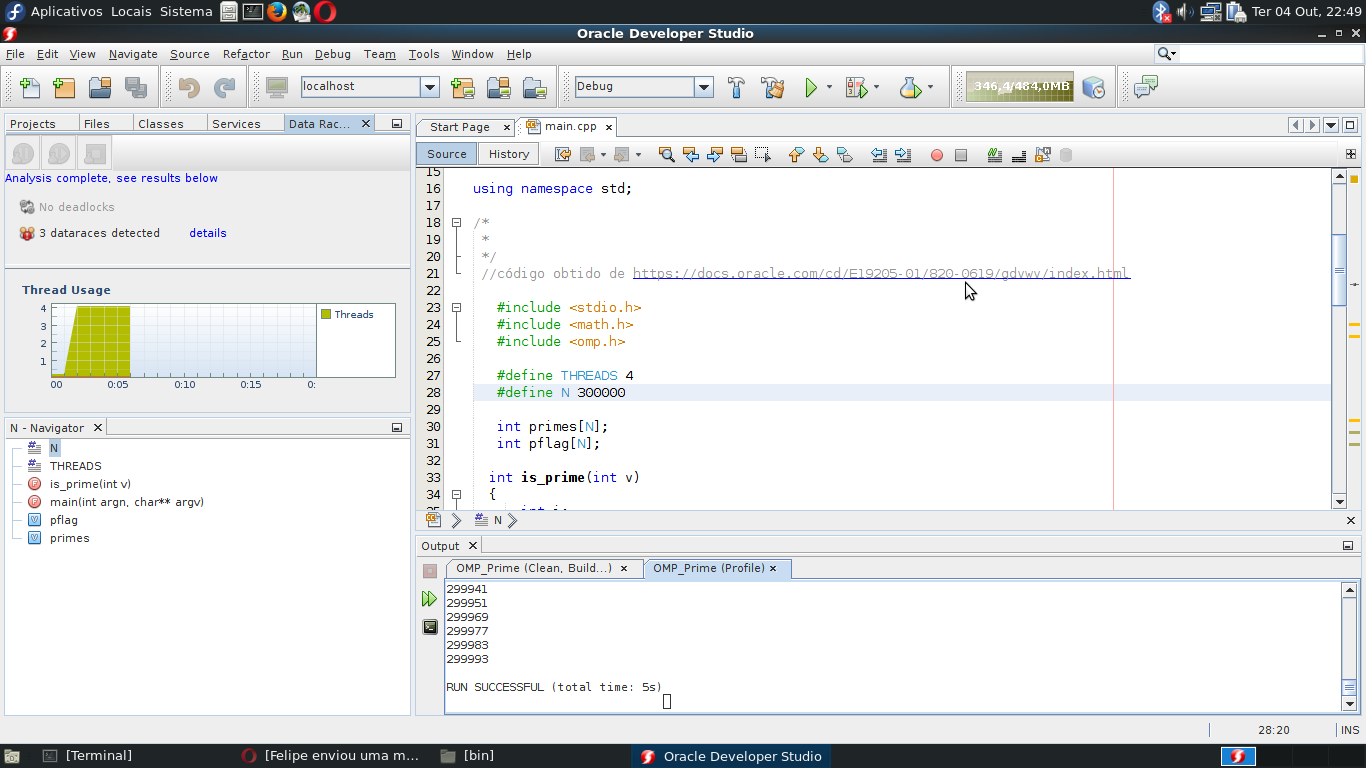 Aplicativos Locais Sistema
Ter 04 Out, 22:49
Oracle Developer Studio
File Edit View Navigate Source Refactor Run Debug Team Tools Window Help
localhost
Debug
346,4/484,0MB
Projects Files Classes Services Data Rac...
Analysis complete, see results below
No deadlocks
3 dataraces detected details
Thread Usage
4
3
2
1
Threads
00 0:05 0:10 0:15 0:
N - Navigator
N
THREADS
is_prime(int v)
main(int argn, char** argv)
pflag
primes
Start Page main.cpp
Source History
15
16 using namespace std;
17
18 /*
19 *
20 */
21 //código obtido de https://docs.oracle.com/cd/E19205-01/820-0619/gdvwv/index.html
22
23 #include <stdio.h>
24 #include <math.h>
25 #include <omp.h>
26
27 #define THREADS 4
28 #define N 300000
29
30 int primes[N];
31 int pflag[N];
32
33 int is_prime(int v)
34 {
N
Output
OMP_Prime (Clean, Build...) OMP_Prime (Profile)
299941
299951
299969
299977
299983
299993
RUN SUCCESSFUL (total time: 5s)
28:20 INS
[Terminal] [Felipe enviou uma m... [bin] Oracle Developer Studio